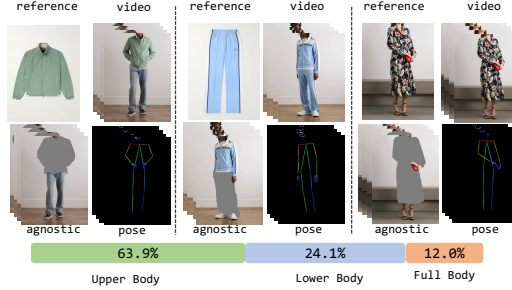 reference video reference video reference video
agnostic pose agnostic pose agnostic pose
63.9% 24.1% 12.0%
Upper Body Lower Body Full Body